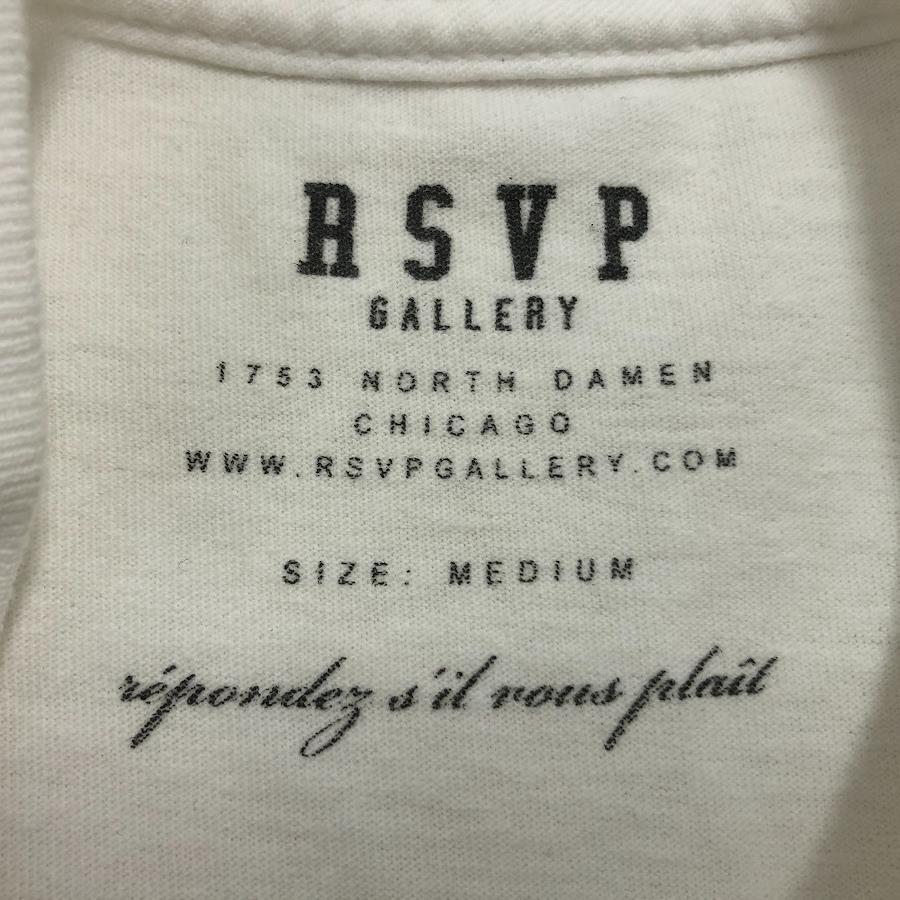 RSVP
GALLERY
1753 NORTH DAMEN
CHICAGO
WWW.RSVPGALLERY.COM
SIZE: MEDIUM
répondez s'il vous plaît